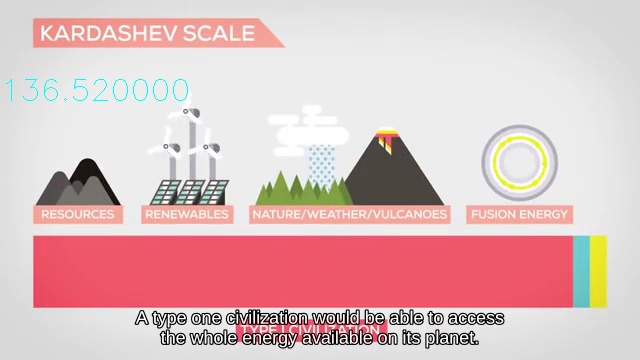 KARDASHEV SCALE
136.520000
RESOURCES
RENEWABLES
NATURE/WEATHER/VULCANOES
FUSION ENERGY
TYPE I CIVILIZATION
A type one civilization would be able to access
the whole energy available on its planet.